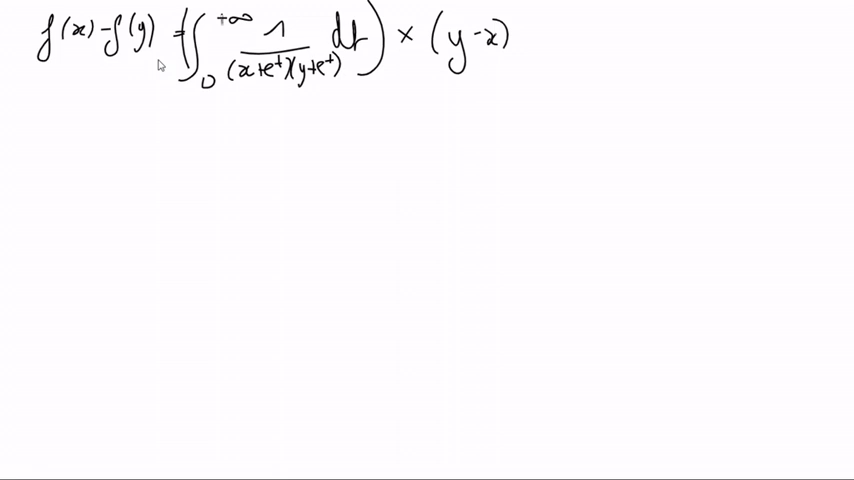 f(x) - f(y) = (∫₀^{+∞} 1/((x+e^t)(y+e^t)) dt) × (y-x)